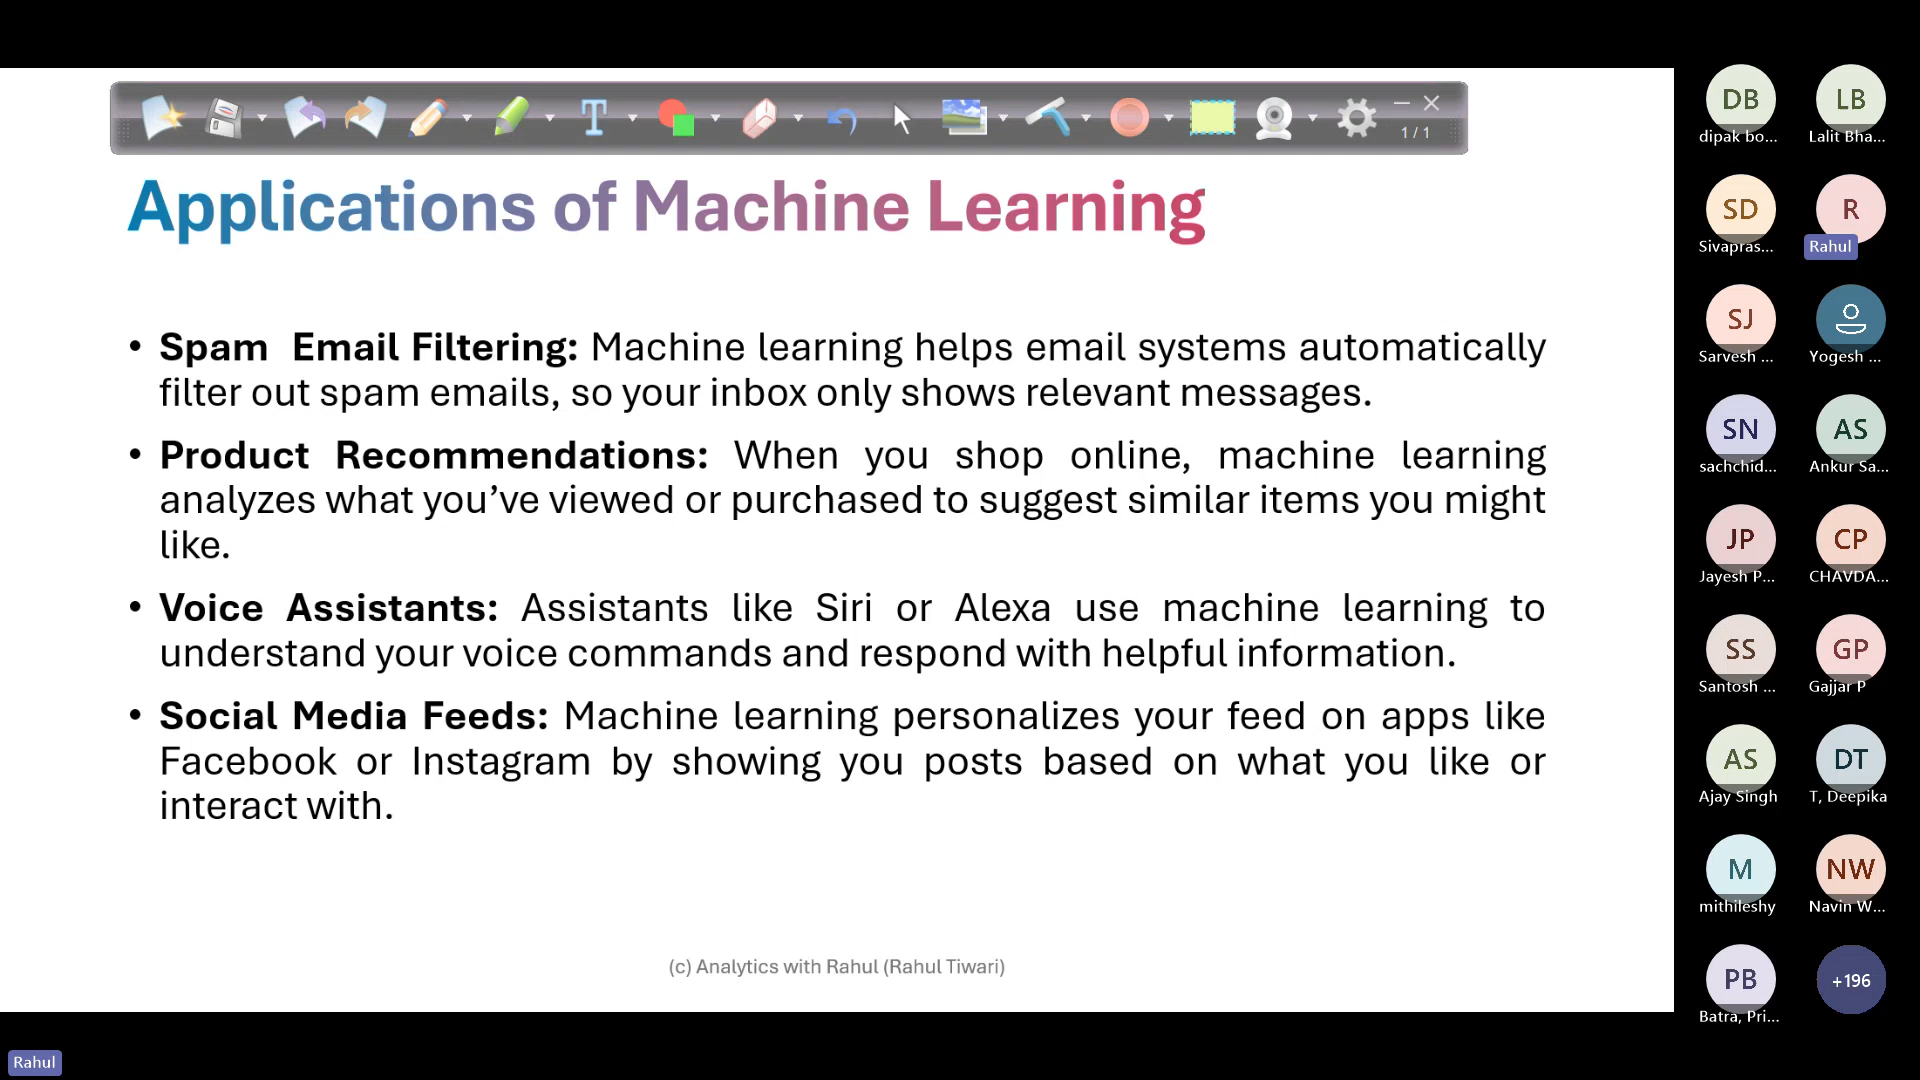 1 / 1
Applications of Machine Learning
• Spam Email Filtering: Machine learning helps email systems automatically
filter out spam emails, so your inbox only shows relevant messages.
• Product Recommendations: When you shop online, machine learning
analyzes what you’ve viewed or purchased to suggest similar items you might
like.
• Voice Assistants: Assistants like Siri or Alexa use machine learning to
understand your voice commands and respond with helpful information.
• Social Media Feeds: Machine learning personalizes your feed on apps like
Facebook or Instagram by showing you posts based on what you like or
interact with.
(c) Analytics with Rahul (Rahul Tiwari)
Rahul
DB
dipak bo...
LB
Lalit Bha...
SD
Sivapras...
R
Rahul
SJ
Sarvesh ...
Yogesh ...
SN
sachchid...
AS
Ankur Sa...
JP
Jayesh P...
CP
CHAVDA...
SS
Santosh ...
GP
Gajjar P
AS
Ajay Singh
DT
T, Deepika
M
mithileshy
NW
Navin W...
PB
Batra, Pri...
+196